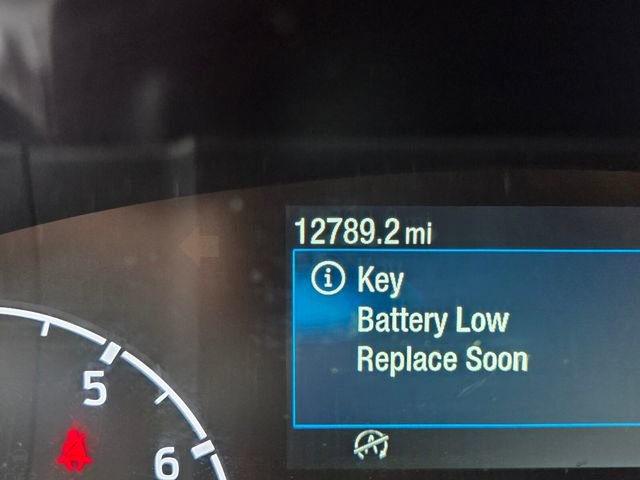 12789.2 mi
Key
Battery Low
Replace Soon
5
6